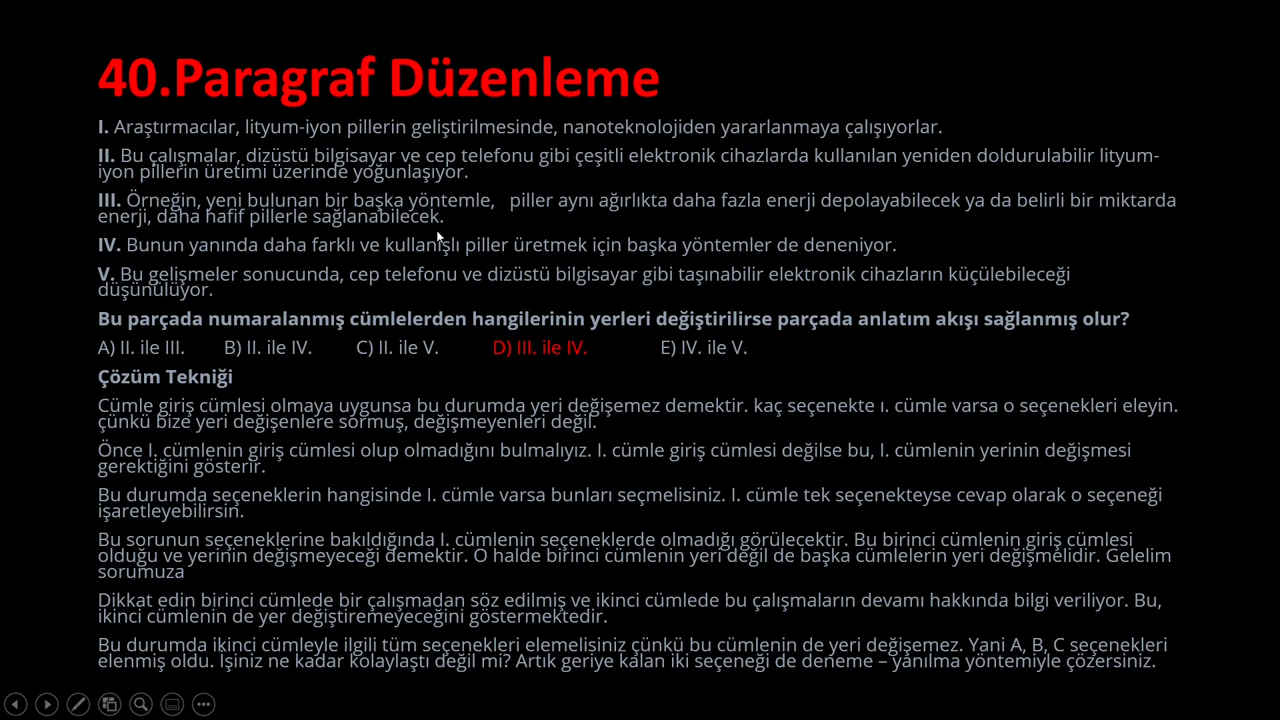 40.Paragraf Düzenleme
I. Araştırmacılar, lityum-iyon pillerin geliştirilmesinde, nanoteknolojiden yararlanmaya çalışıyorlar.
II. Bu çalışmalar, dizüstü bilgisayar ve cep telefonu gibi çeşitli elektronik cihazlarda kullanılan yeniden doldurulabilir lityum-
iyon pillerin üretimi üzerinde yoğunlaşıyor.
III. Örneğin, yeni bulunan bir başka yöntemle, piller aynı ağırlıkta daha fazla enerji depolayabilecek ya da belirli bir miktarda
enerji, daha hafif pillerle sağlanabilecek.
IV. Bunun yanında daha farklı ve kullanışlı piller üretmek için başka yöntemler de deneniyor.
V. Bu gelişmeler sonucunda, cep telefonu ve dizüstü bilgisayar gibi taşınabilir elektronik cihazların küçülebileceği
düşünülüyor.
Bu parçada numaralanmış cümlelerden hangilerinin yerleri değiştirilirse parçada anlatım akışı sağlanmış olur?
A) II. ile III. B) II. ile IV. C) II. ile V. D) III. ile IV. E) IV. ile V.
Çözüm Tekniği
Cümle giriş cümlesi olmaya uygunsa bu durumda yeri değişemez demektir. kaç seçenekte ı. cümle varsa o seçenekleri eleyin.
çünkü bize yeri değişenlere sormuş, değişmeyenleri değil.
Önce I. cümlenin giriş cümlesi olup olmadığını bulmalıyız. I. cümle giriş cümlesi değilse bu, I. cümlenin yerinin değişmesi
gerektiğini gösterir.
Bu durumda seçeneklerin hangisinde I. cümle varsa bunları seçmelisiniz. I. cümle tek seçenekteyse cevap olarak o seçeneği
işaretleyebilirsin.
Bu sorunun seçeneklerine bakıldığında I. cümlenin seçeneklerde olmadığı görülecektir. Bu birinci cümlenin giriş cümlesi
olduğu ve yerinin değişmeyeceği demektir. O halde birinci cümlenin yeri değil de başka cümlelerin yeri değişmelidir. Gelelim
sorumuza
Dikkat edin birinci cümlede bir çalışmadan söz edilmiş ve ikinci cümlede bu çalışmaların devamı hakkında bilgi veriliyor. Bu,
ikinci cümlenin de yer değiştiremeyeceğini göstermektedir.
Bu durumda ikinci cümleyle ilgili tüm seçenekleri elemelisiniz çünkü bu cümlenin de yeri değişemez. Yani A, B, C seçenekleri
elenmiş oldu. İşiniz ne kadar kolaylaştı değil mi? Artık geriye kalan iki seçeneği de deneme – yanılma yöntemiyle çözersiniz.